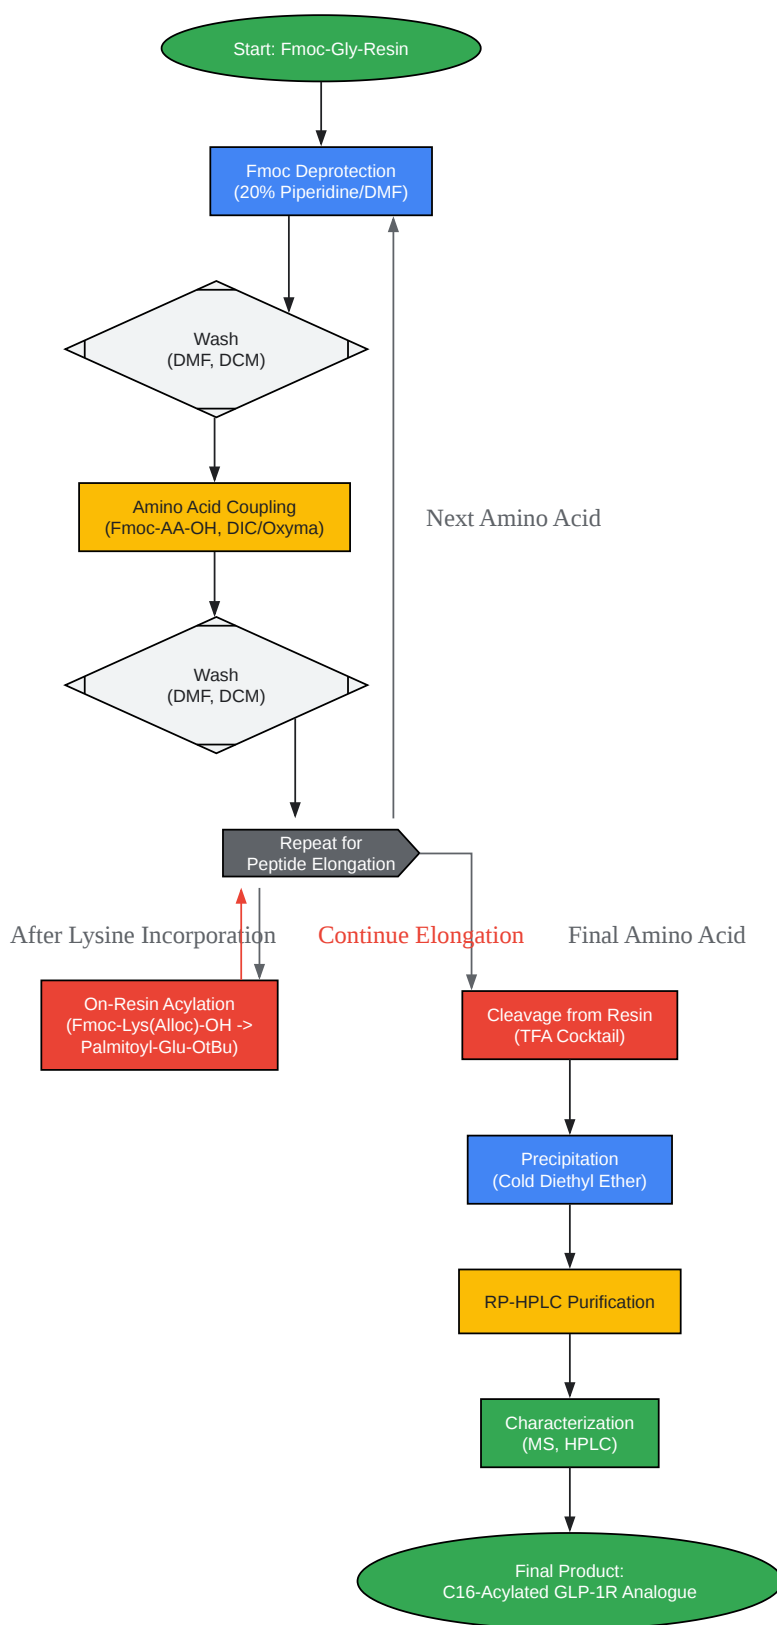 Start: Fmoc-Gly-Resin
Fmoc Deprotection
(20% Piperidine/DMF)
Wash
(DMF, DCM)
Amino Acid Coupling
(Fmoc-AA-OH, DIC/Oxyma)
Next Amino Acid
Wash
(DMF, DCM)
Repeat for
Peptide Elongation
After Lysine Incorporation
Continue Elongation
Final Amino Acid
On-Resin Acylation
(Fmoc-Lys(Alloc)-OH ->
Palmitoyl-Glu-OtBu)
Cleavage from Resin
(TFA Cocktail)
Precipitation
(Cold Diethyl Ether)
RP-HPLC Purification
Characterization
(MS, HPLC)
Final Product:
C16-Acylated GLP-1R Analogue